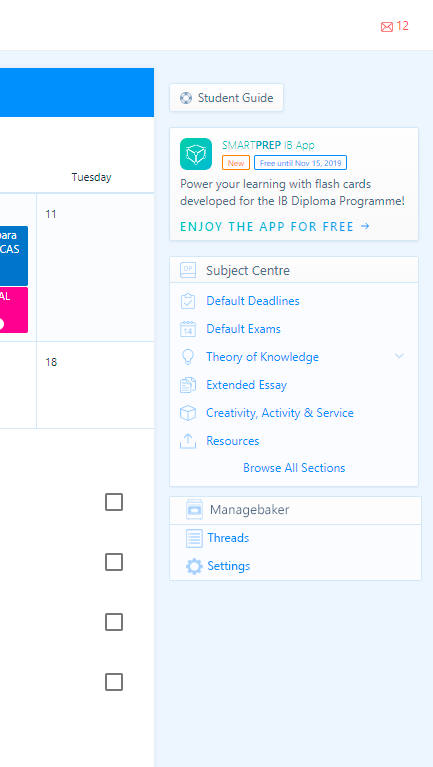 12
Student Guide
SMARTPREP IB App
New Free until Nov 15, 2019
Power your learning with flash cards
developed for the IB Diploma Programme!
ENJOY THE APP FOR FREE →
Tuesday
11
para
CAS
AL
18
DP Subject Centre
Default Deadlines
14 Default Exams
Theory of Knowledge
Extended Essay
Creativity, Activity & Service
Resources
Browse All Sections
Managebaker
Threads
Settings